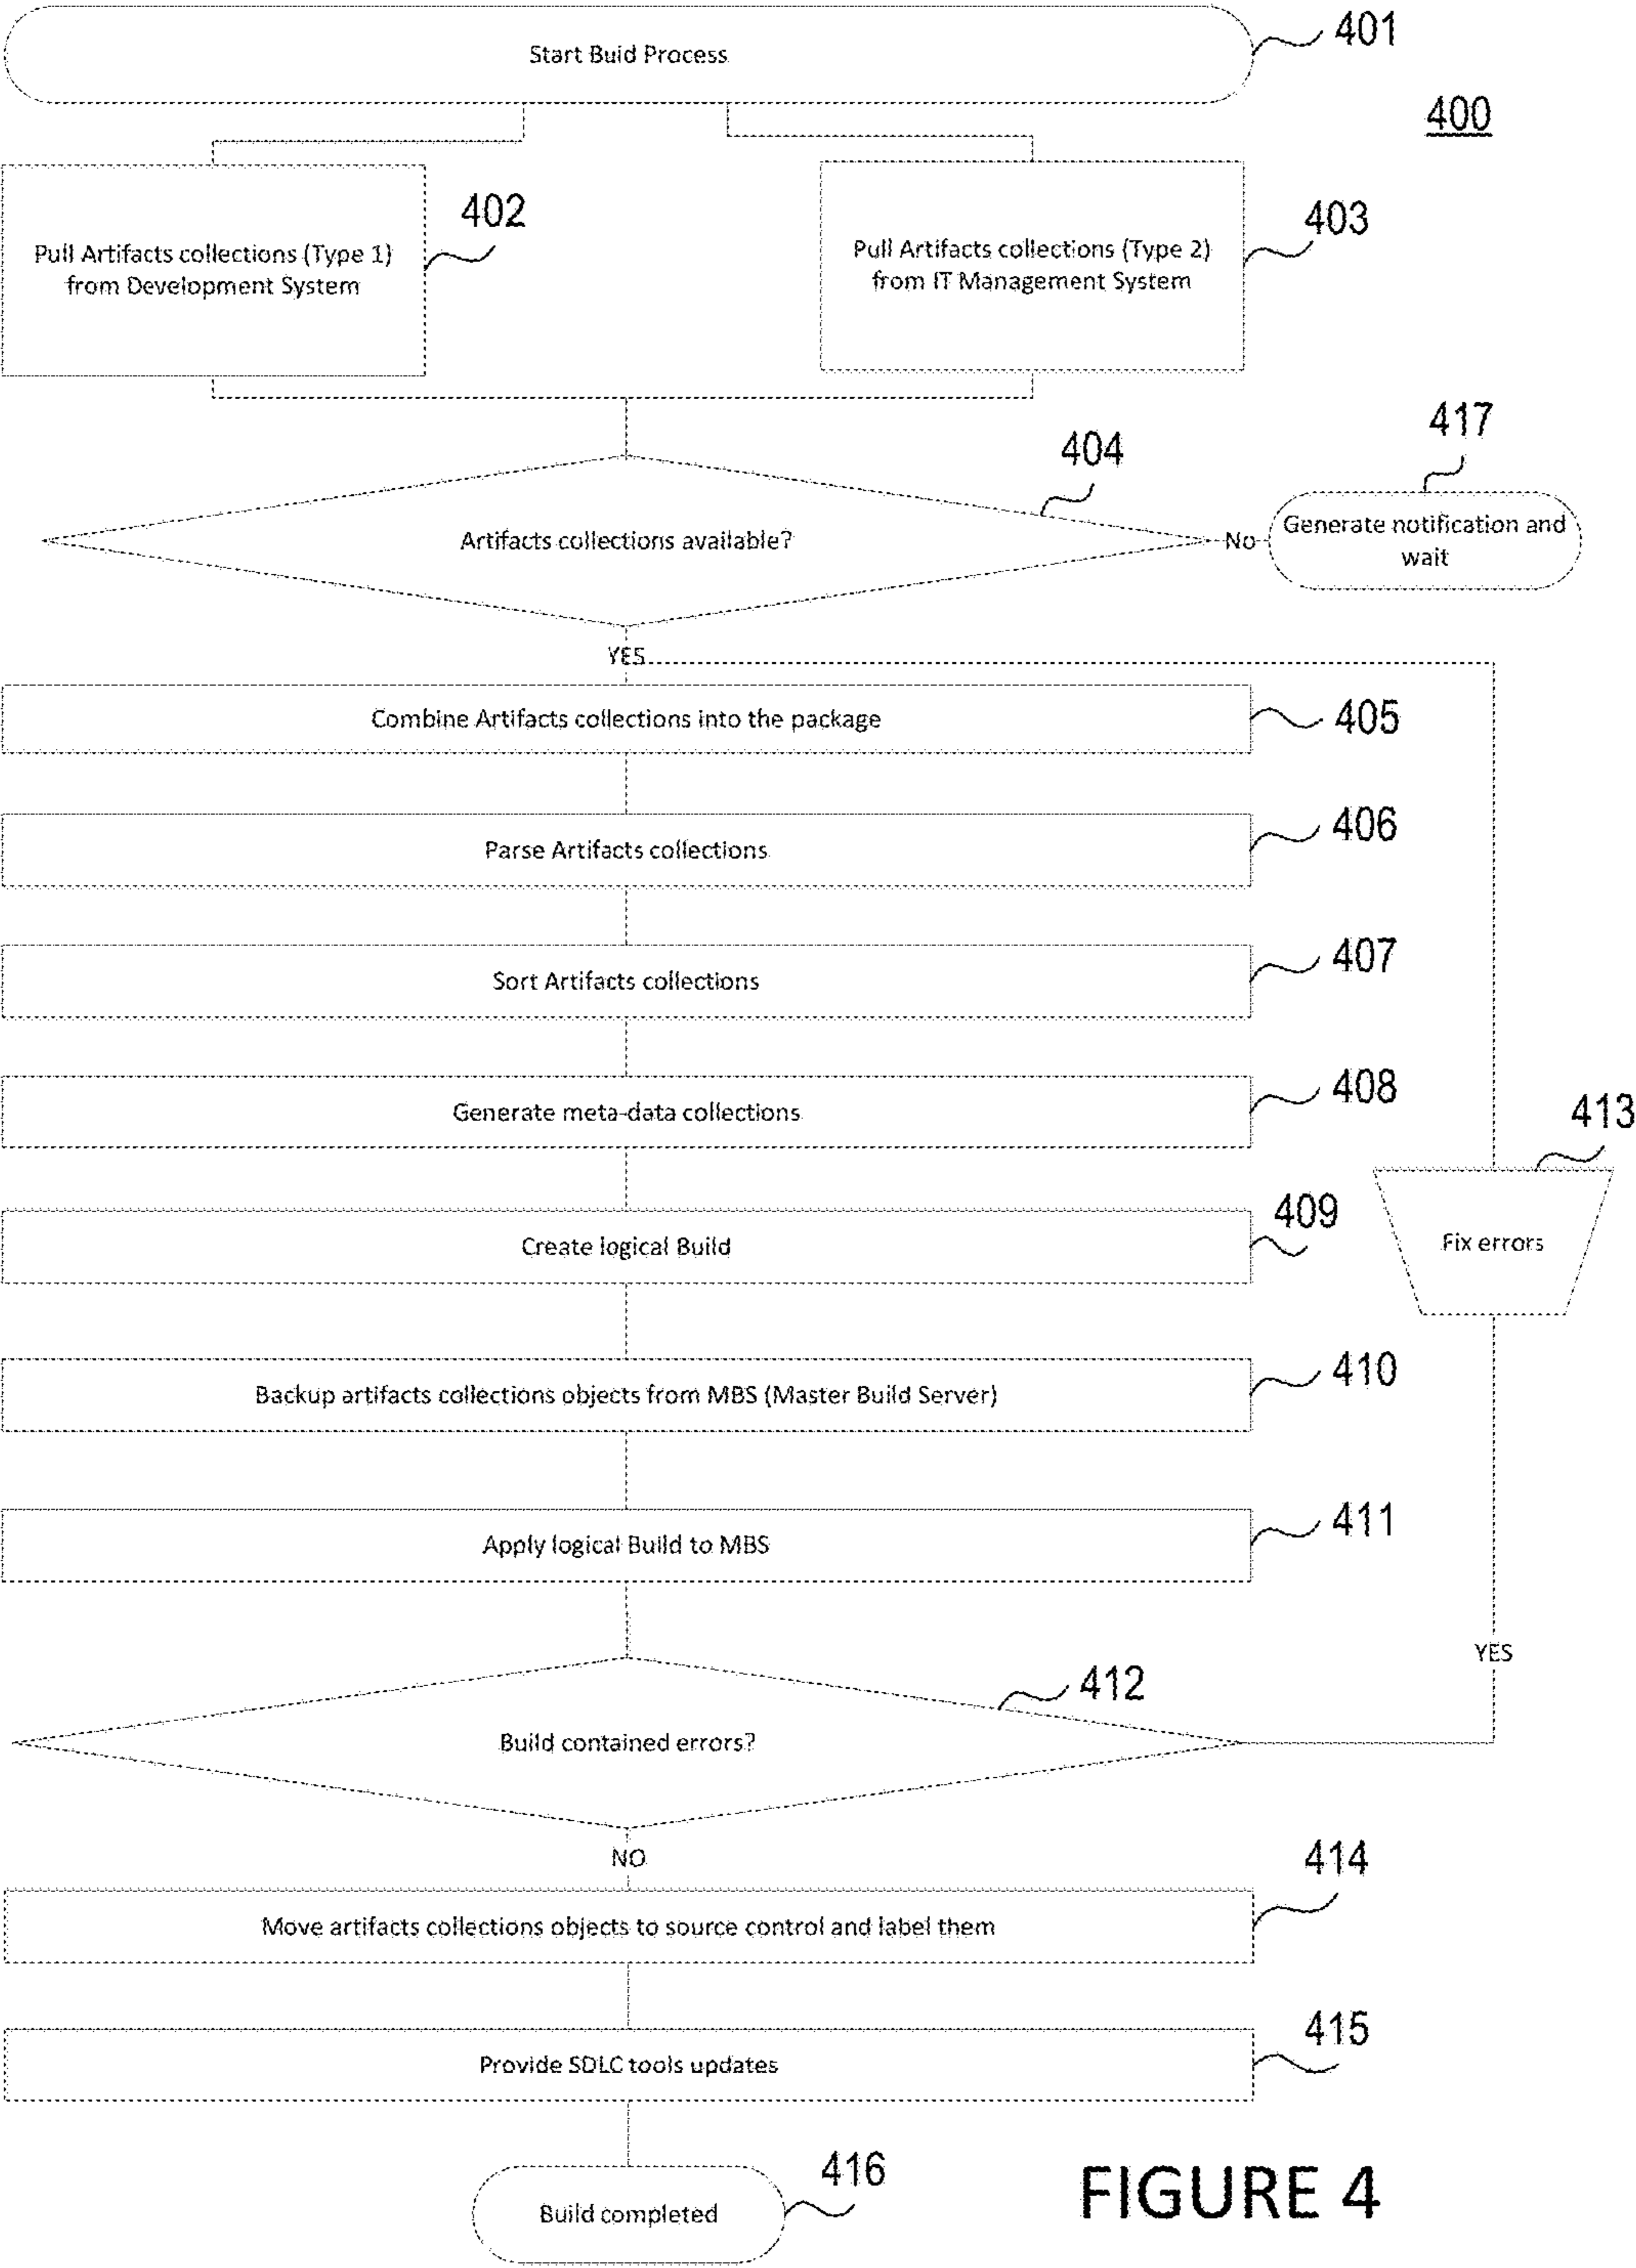 Start Buid Process
401
400
Pull Artifacts collections (Type 1)
from Development System
402
Pull Artifacts collections (Type 2)
from IT Management System
403
404
417
Artifacts collections available?
No
Generate notification and
wait
YES
Combine Artifacts collections into the package
405
Parse Artifacts collections
406
Sort Artifacts collections
407
Generate meta-data collections
408
413
Create logical Build
409
Fix errors
Backup artifacts collections objects from MBS (Master Build Server)
410
Apply logical Build to MBS
411
YES
412
Build contained errors?
NO
414
Move artifacts collections objects to source control and label them
415
Provide SDLC tools updates
416
Build completed
FIGURE 4